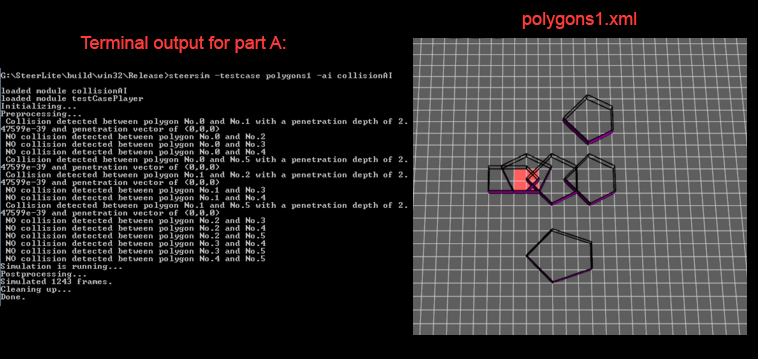 polygons1.xml
Terminal output for part A:
G:\SteerLite\build\win32\Release>steersim -testcase polygons1 -ai collisionAI
loaded module collisionAI
loaded module testCasePlayer
Initializing...
Preprocessing...
Collision detected between polygon No.0 and No.1 with a penetration depth of 2.
47599e-39 and penetration vector of (0,0,0)
NO collision detected between polygon No.0 and No.2
NO collision detected between polygon No.0 and No.3
NO collision detected between polygon No.0 and No.4
Collision detected between polygon No.0 and No.5 with a penetration depth of 2.
47599e-39 and penetration vector of (0,0,0)
Collision detected between polygon No.1 and No.2 with a penetration depth of 2.
47599e-39 and penetration vector of (0,0,0)
NO collision detected between polygon No.1 and No.3
NO collision detected between polygon No.1 and No.4
Collision detected between polygon No.1 and No.5 with a penetration depth of 2.
47599e-39 and penetration vector of (0,0,0)
NO collision detected between polygon No.2 and No.3
NO collision detected between polygon No.2 and No.4
NO collision detected between polygon No.2 and No.5
NO collision detected between polygon No.3 and No.4
NO collision detected between polygon No.3 and No.5
NO collision detected between polygon No.4 and No.5
Simulation is running...
Postprocessing...
Simulated 1243 frames.
Cleaning up...
Done.